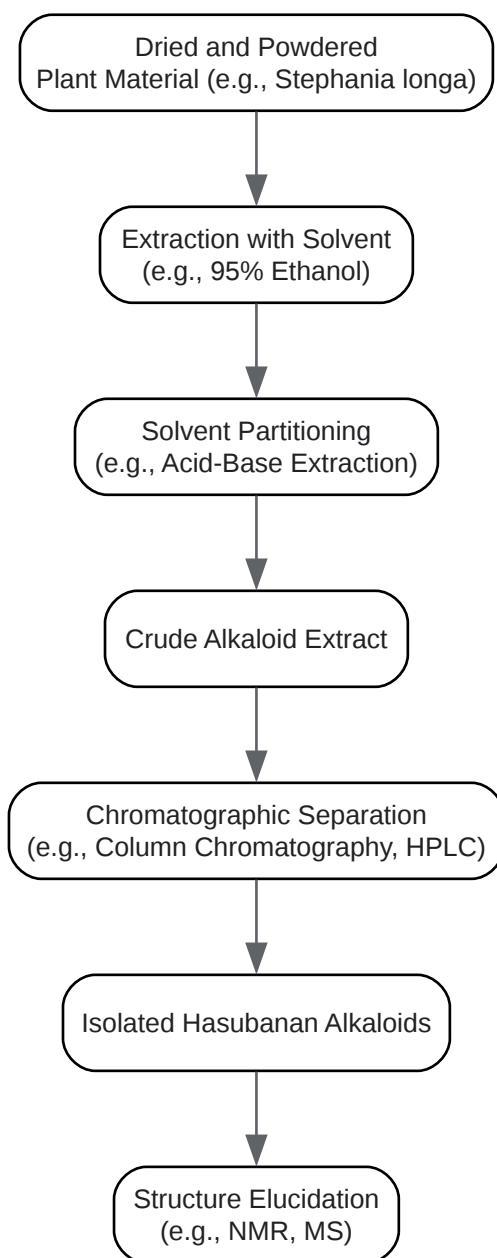 Dried and Powdered
Plant Material (e.g., Stephania longa)
Extraction with Solvent
(e.g., 95% Ethanol)
Solvent Partitioning
(e.g., Acid-Base Extraction)
Crude Alkaloid Extract
Chromatographic Separation
(e.g., Column Chromatography, HPLC)
Isolated Hasubanan Alkaloids
Structure Elucidation
(e.g., NMR, MS)